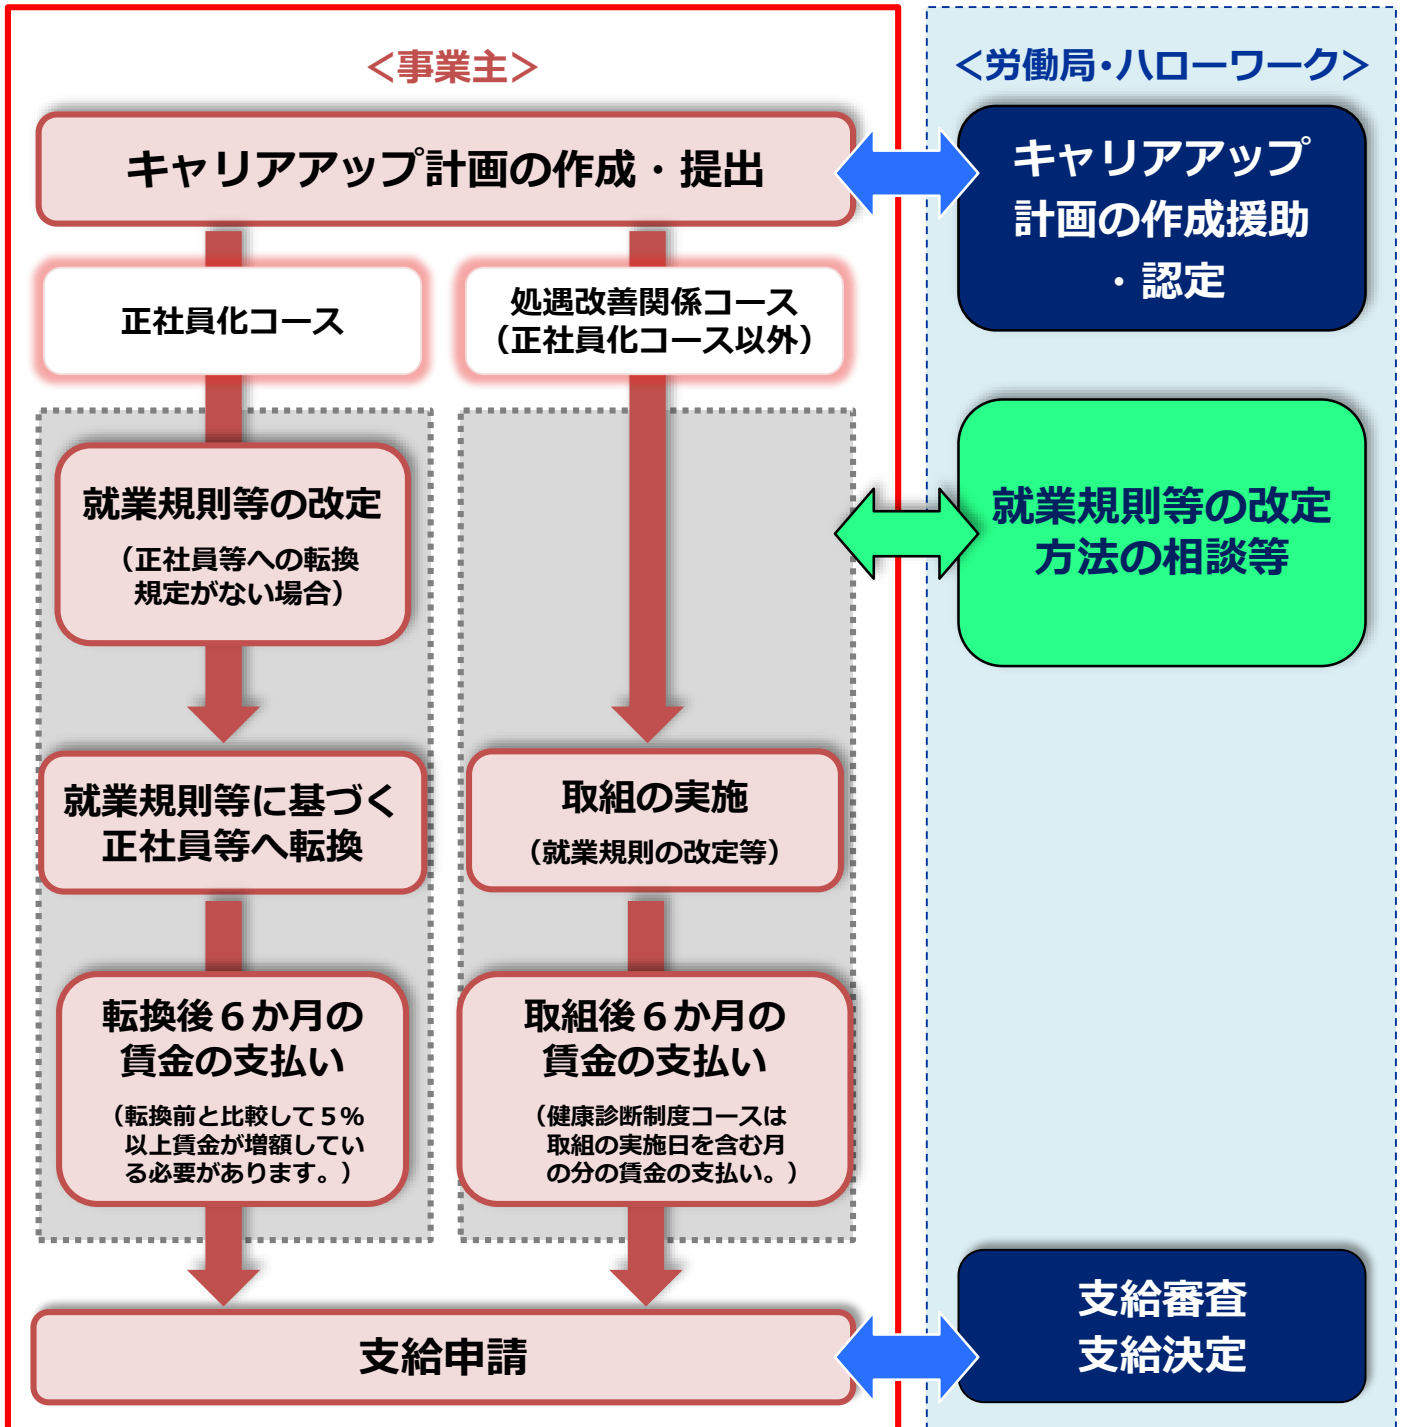 <事業主>
キャリアアップ計画の作成・提出
正社員化コース
処遇改善関係コース
（正社員化コース以外）
就業規則等の改定
（正社員等への転換
規定がない場合）
就業規則等に基づく
正社員等へ転換
転換後６か月の
賃金の支払い
（転換前と比較して５％
以上賃金が増額してい
る必要があります。）
取組の実施
（就業規則の改定等）
取組後６か月の
賃金の支払い
（健康診断制度コースは
取組の実施日を含む月
の分の賃金の支払い。）
支給申請
<労働局・ハローワーク>
キャリアアップ
計画の作成援助
・認定
就業規則等の改定
方法の相談等
支給審査
支給決定